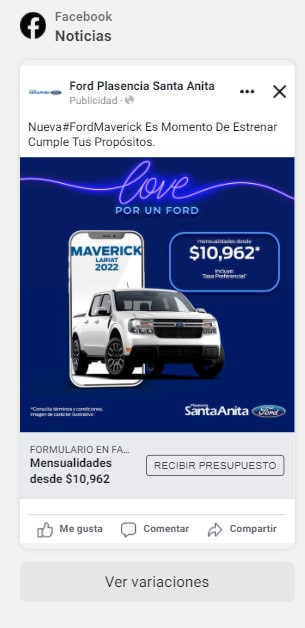 Facebook
Noticias
Ford Plasencia Santa Anita
Publicidad ·
Nueva#FordMaverick Es Momento De Estrenar
Cumple Tus Propósitos.
love
POR UN FORD
MAVERICK
LARIAT
2022
mensualidades desde
$10,962*
Incluye:
Tasa Preferencial*
*Consulta términos y condiciones.
Imagen de carácter ilustrativo
Plasencia
SantaAnita
Ford
FORMULARIO EN FA...
Mensualidades
desde $10,962
RECIBIR PRESUPUESTO
Me gusta
Comentar
Compartir
Ver variaciones